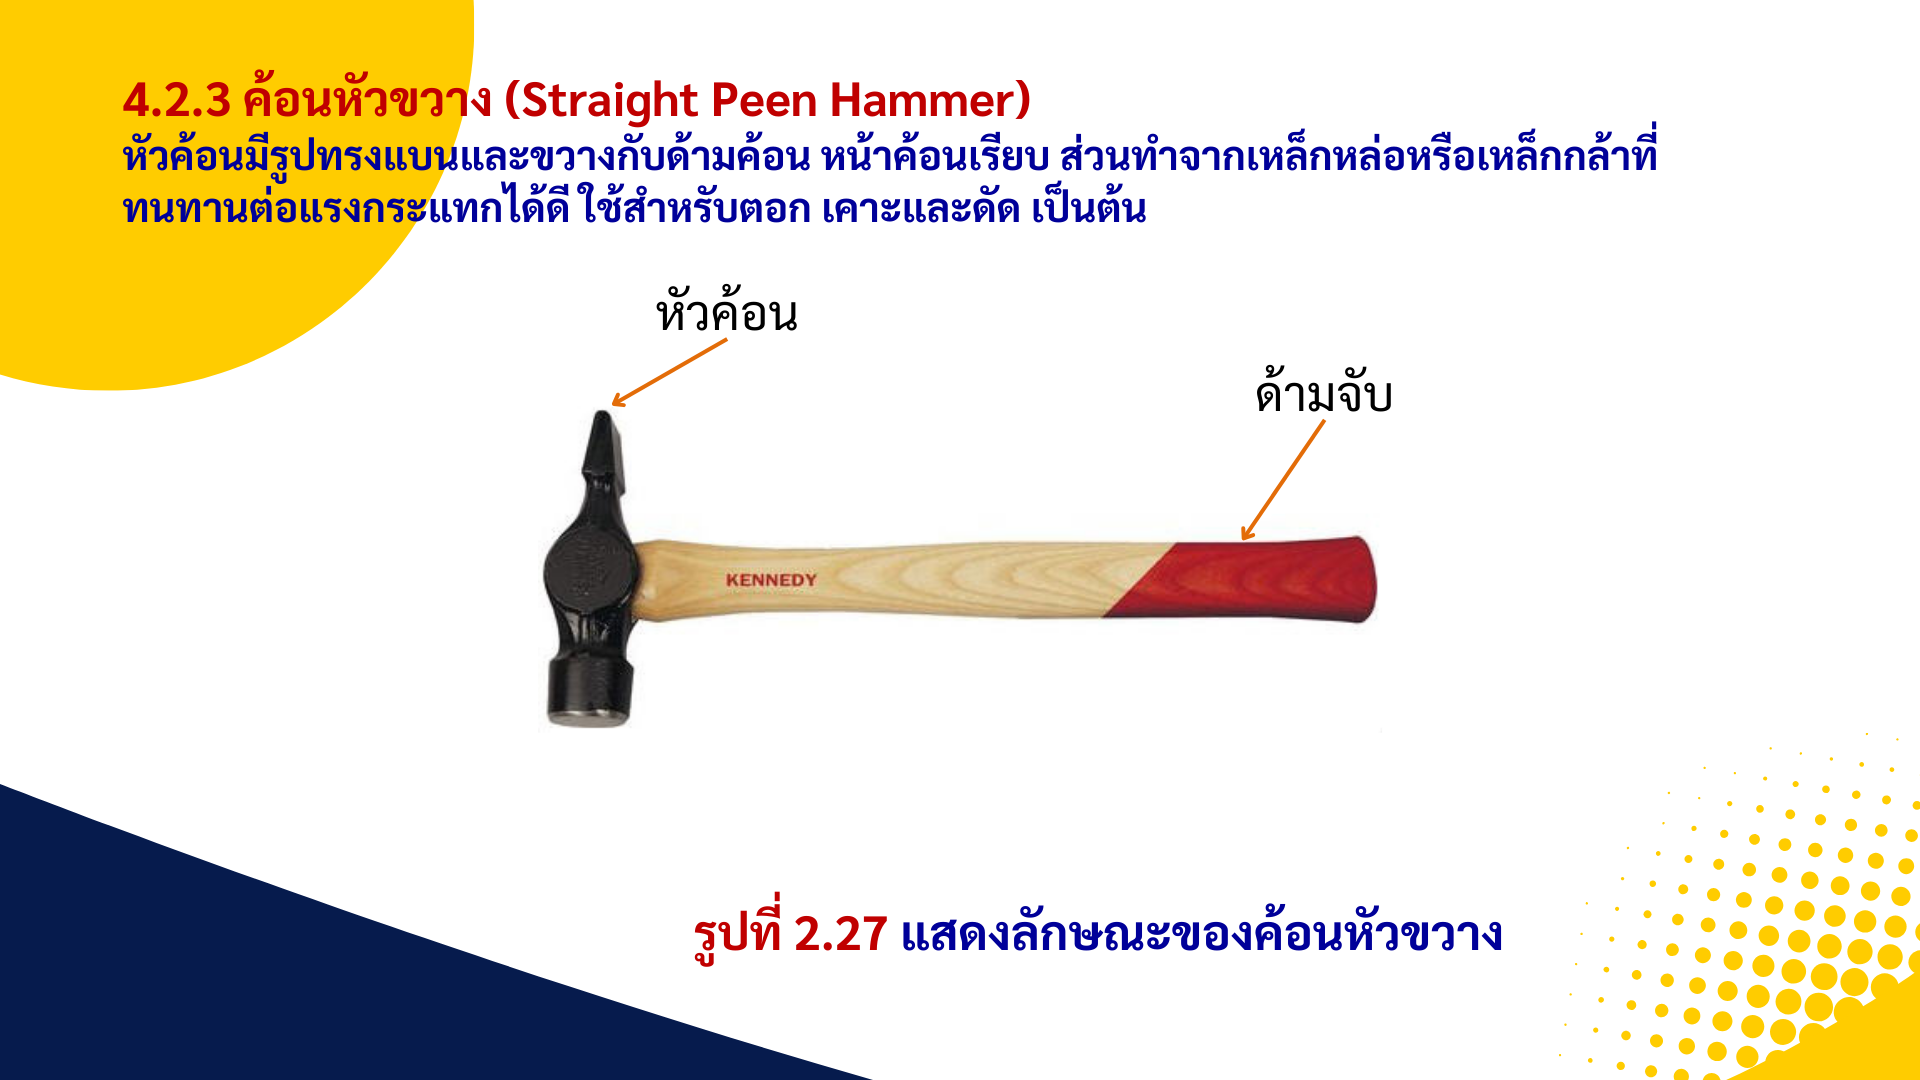 4.2.3 ค้อนหัวขวาง (Straight Peen Hammer)
หัวค้อนมีรูปทรงแบนและขวางกับด้ามค้อน หน้าค้อนเรียบ ส่วนทำจากเหล็กหล่อหรือเหล็กกล้าที่
ทนทานต่อแรงกระแทกได้ดี ใช้สำหรับตอก เคาะและดัด เป็นต้น
หัวค้อน
ด้ามจับ
KENNEDY
รูปที่ 2.27 แสดงลักษณะของค้อนหัวขวาง